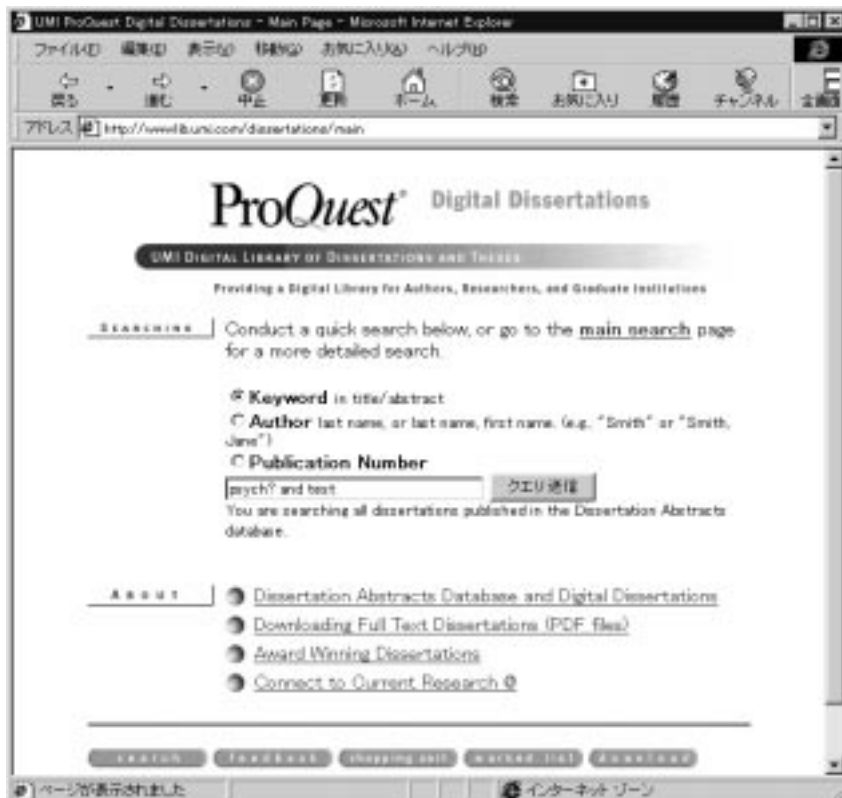 UMI ProQuest Digital Dissertations - Main Page - Microsoft Internet Explorer
ファイル(F) 編集(E) 表示(V) 移動(G) お気に入り(A) ヘルプ(H)
戻る 進む 中止 更新 ホーム 検索 お気に入り 履歴 チャンネル 全画面
アドレス http://wwwlib.umi.com/dissertations/main
ProQuest® Digital Dissertations
UMI DIGITAL LIBRARY OF DISSERTATIONS AND THESES
Providing a Digital Library for Authors, Researchers, and Graduate Institutions
SEARCHING
Conduct a quick search below, or go to the main search page
for a more detailed search.
Keyword in title/abstract
Author last name, or last name, first name. (e.g., "Smith" or "Smith,
Jane")
Publication Number
psych? and test クエリ送信
You are searching all dissertations published in the Dissertation Abstracts
database.
ABOUT
Dissertation Abstracts Database and Digital Dissertations
Downloading Full Text Dissertations (PDF files)
Award Winning Dissertations
Connect to Current Research @
search feedback shopping cart marked list download
ページが表示されました インターネット ゾーン